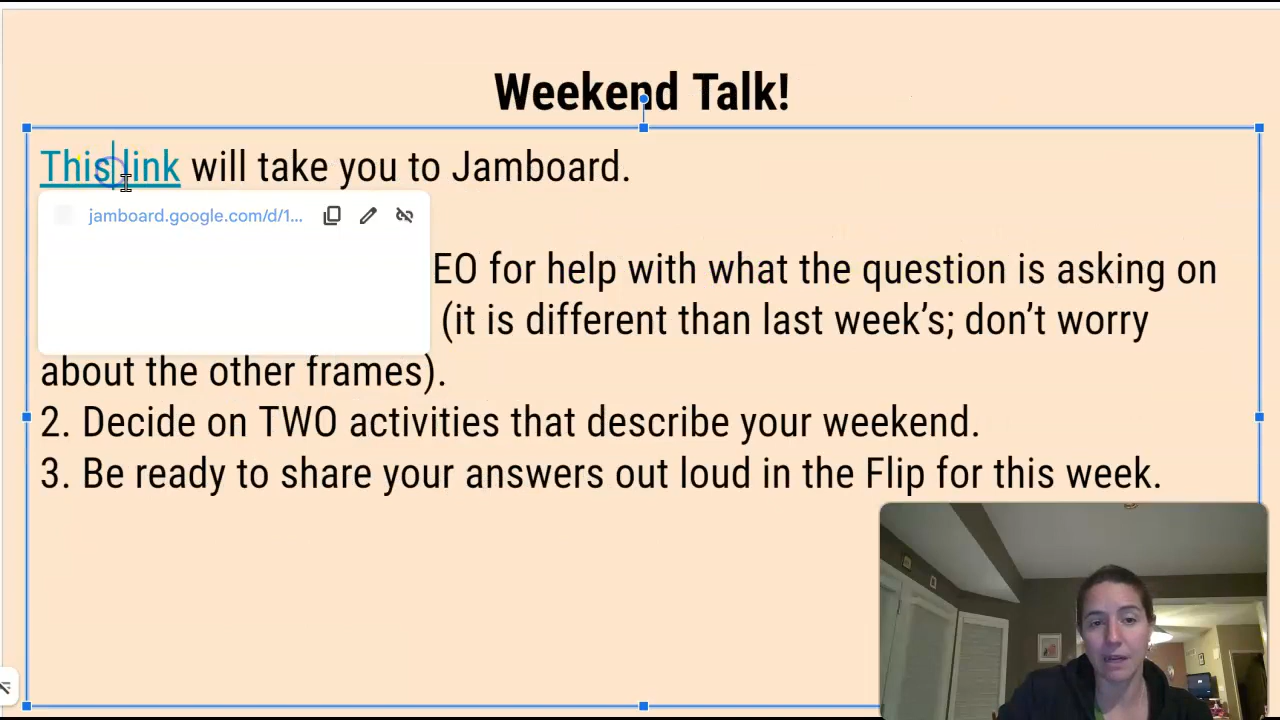 Weekend Talk!
This link will take you to Jamboard.
jamboard.google.com/d/1...
EO for help with what the question is asking on
(it is different than last week's; don't worry
about the other frames).
2. Decide on TWO activities that describe your weekend.
3. Be ready to share your answers out loud in the Flip for this week.